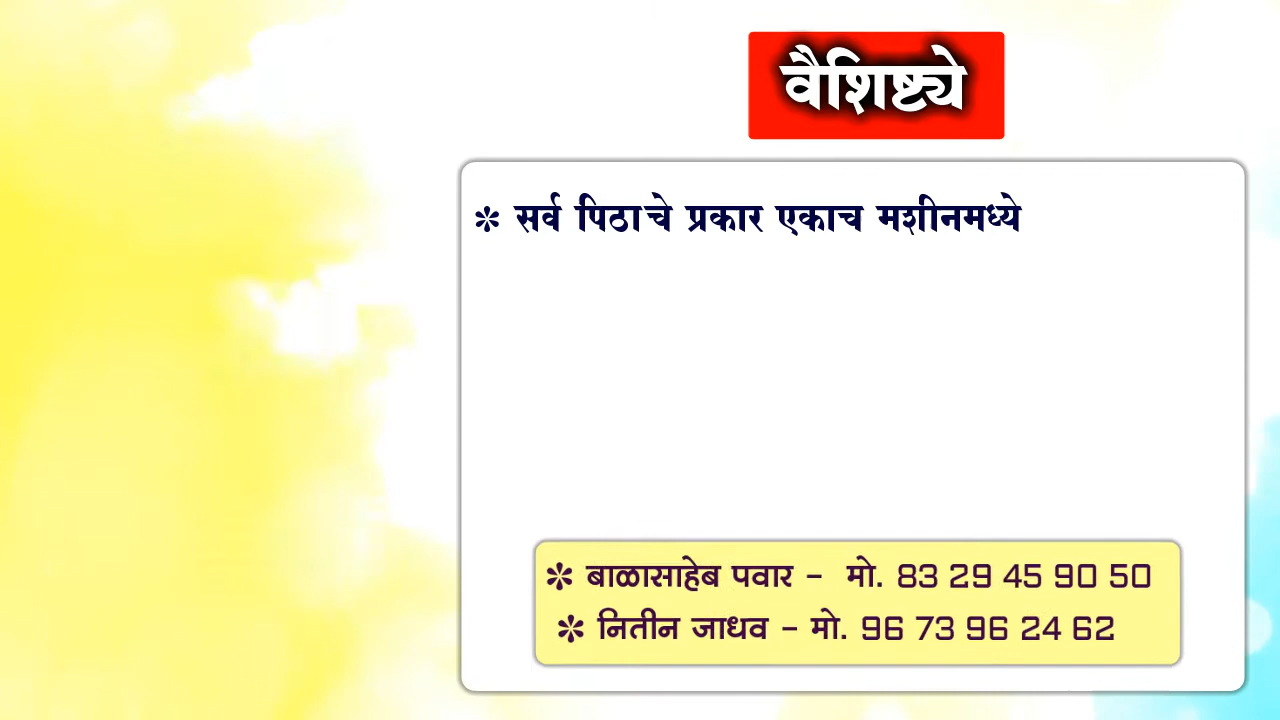 वैशिष्ट्ये
✻ सर्व पिठाचे प्रकार एकाच मशीनमध्ये
✻ बाळासाहेब पवार - मो. 83 29 45 90 50
✻ नितीन जाधव - मो. 96 73 96 24 62